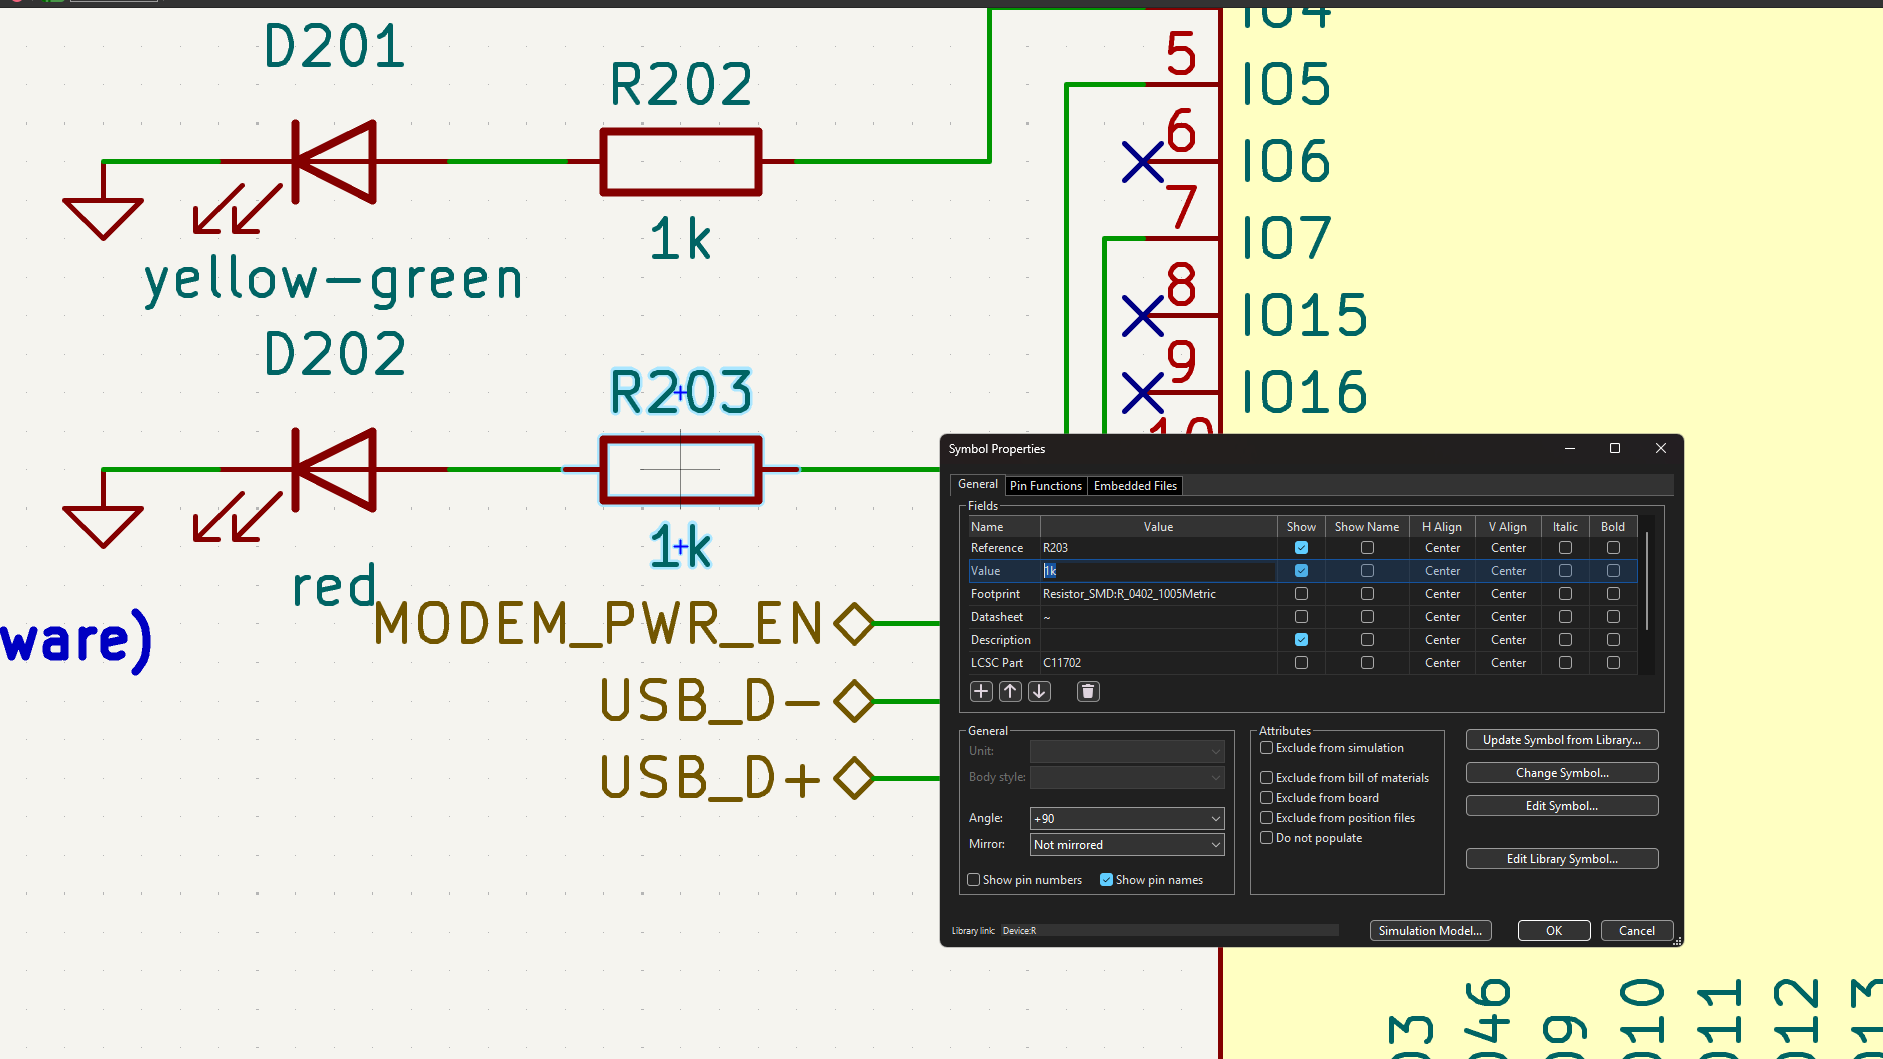 D201
R202
1k
yellow-green
D202
R203
1k
red
ware)
MODEM_PWR_EN
USB_D-
USB_D+
IO4
5
IO5
6
IO6
7
IO7
8
IO15
9
IO16
10
Symbol Properties
General
Pin Functions
Embedded Files
Fields
Name Value Show Show Name H Align V Align Italic Bold
Reference R203 Center Center
Value 1k Center Center
Footprint Resistor_SMD:R_0402_1005Metric Center Center
Datasheet ~ Center Center
Description Center Center
LCSC Part C11702 Center Center
General
Unit:
Body style:
Angle: +90
Mirror: Not mirrored
Show pin numbers Show pin names
Attributes
Exclude from simulation
Exclude from bill of materials
Exclude from board
Exclude from position files
Do not populate
Update Symbol from Library...
Change Symbol...
Edit Symbol...
Edit Library Symbol...
Library link: Device:R
Simulation Model...
OK
Cancel